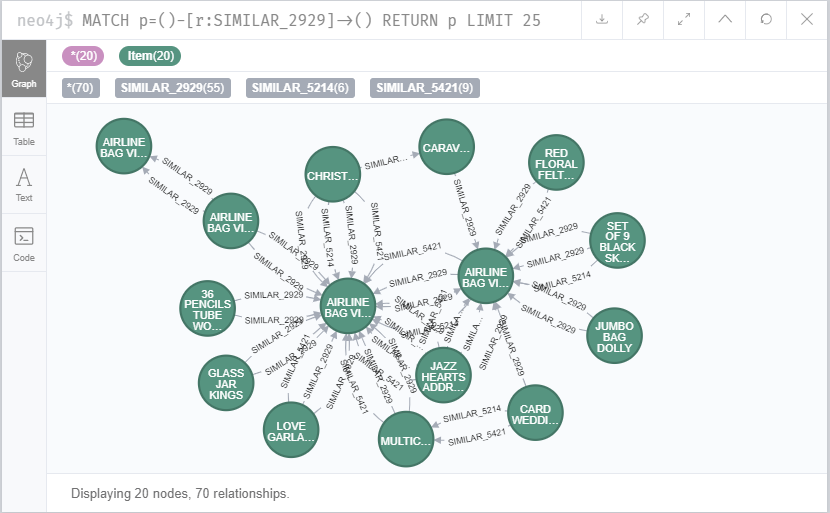 neo4j$ MATCH p=()-[r:SIMILAR_2929]→() RETURN p LIMIT 25
*(20) Item(20)
*(70) SIMILAR_2929(55) SIMILAR_5214(6) SIMILAR_5421(9)
Graph
Table
Text
Code
AIRLINE
BAG VI...
CHRIST...
SIMILAR...
CARAV...
RED
FLORAL
FELT...
SIMILAR_2929
SIMILAR_2929
AIRLINE
BAG VI...
SIMILAR_2929
SIMILAR_5214
SIMILAR_2929
SIMILAR_5421
SIMILAR_2929
SIMILAR_2929
SIMILAR_5421
SET
OF 9
BLACK
SK...
SIMILAR_2929
SIMILAR_2929
SIMILAR_5214
SIMILAR_2929
SIMILAR_5421
SIMILAR_2929
AIRLINE
BAG VI...
36
PENCILS
TUBE
WO...
SIMILAR_2929
SIMILAR_2929
AIRLINE
BAG VI...
SIMILAR_2929
SIMILAR_2929
JUMBO
BAG
DOLLY
GLASS
JAR
KINGS
SIMILAR_2929
JAZZ
HEARTS
ADDR...
SIMILA...
SIMILAR_2929
LOVE
GARLA...
SIMILAR_5421
SIMILAR_2929
SIMILAR_5421
SIMILAR_2929
MULTIC...
SIMILAR_5214
SIMILAR_5421
CARD
WEDDI...
Displaying 20 nodes, 70 relationships.